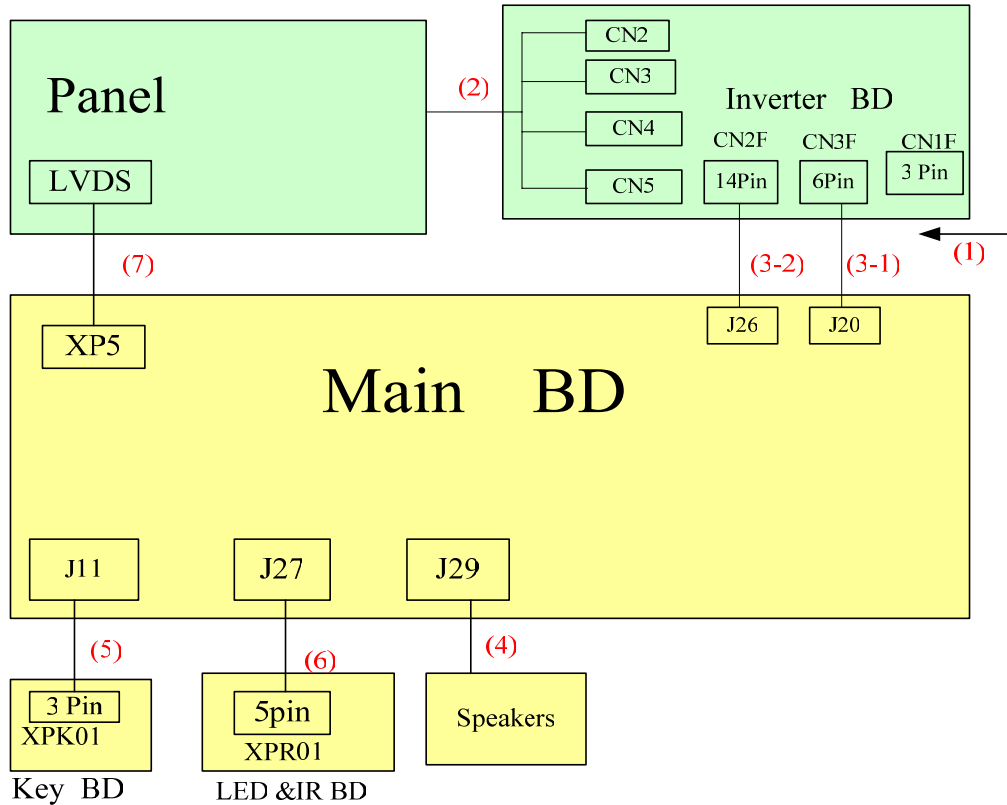 CN2
Panel
(2)
CN3
Inverter BD
CN4
CN2F
CN3F
CN1F
LVDS
CN5
14Pin
6Pin
3 Pin
(7)
(3-2)
(3-1)
(1)
XP5
J26
J20
Main BD
J11
J27
J29
(5)
(6)
(4)
3 Pin
XPK01
5pin
XPR01
Speakers
Key BD
LED &IR BD